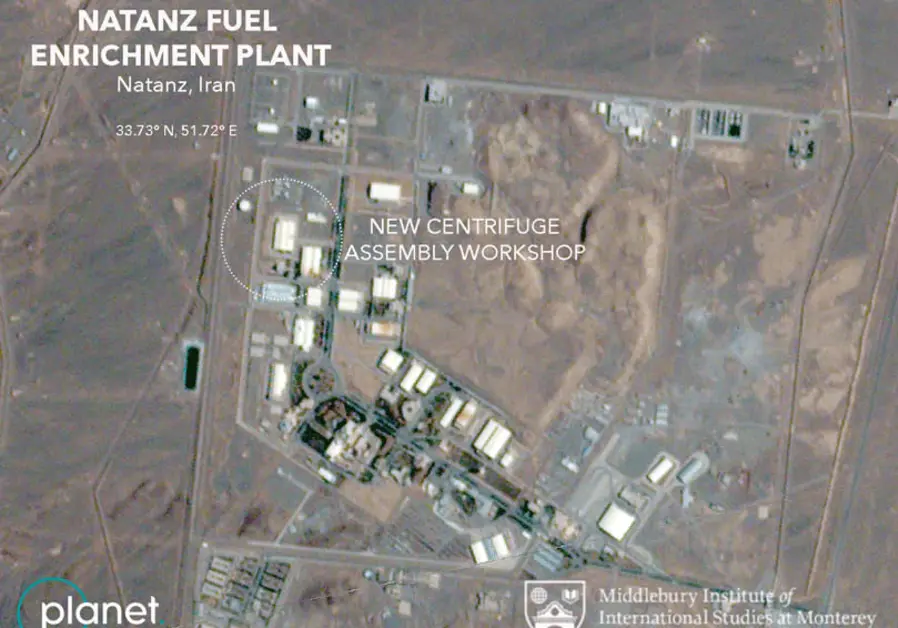 NATANZ FUEL
ENRICHMENT PLANT
Natanz, Iran
33.73° N, 51.72° E
NEW CENTRIFUGE
ASSEMBLY WORKSHOP
planet.
Middlebury Institute of
International Studies at Monterey